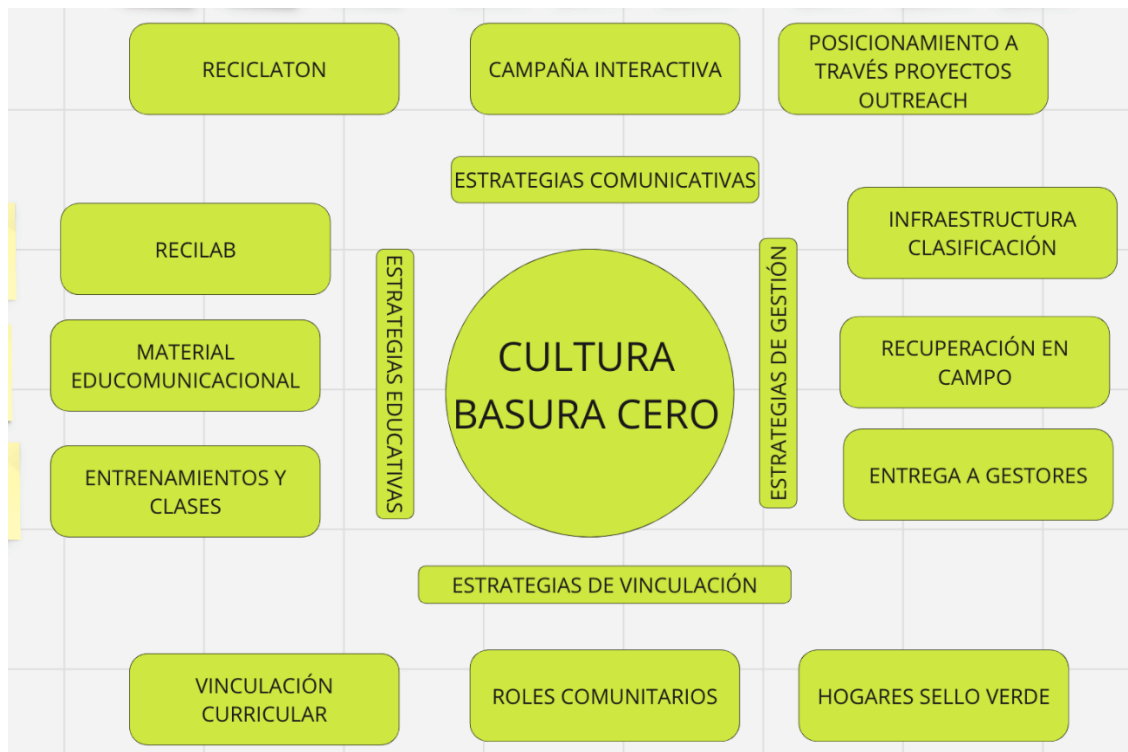 RECICLATON
CAMPAÑA INTERACTIVA
POSICIONAMIENTO A
TRAVÉS PROYECTOS
OUTREACH
ESTRATEGIAS COMUNICATIVAS
RECILAB
MATERIAL
EDUCOMUNICACIONAL
ENTRENAMIENTOS Y
CLASES
ESTRATEGIAS EDUCATIVAS
CULTURA
BASURA CERO
ESTRATEGIAS DE GESTIÓN
INFRAESTRUCTURA
CLASIFICACIÓN
RECUPERACIÓN EN
CAMPO
ENTREGA A GESTORES
ESTRATEGIAS DE VINCULACIÓN
VINCULACIÓN
CURRICULAR
ROLES COMUNITARIOS
HOGARES SELLO VERDE